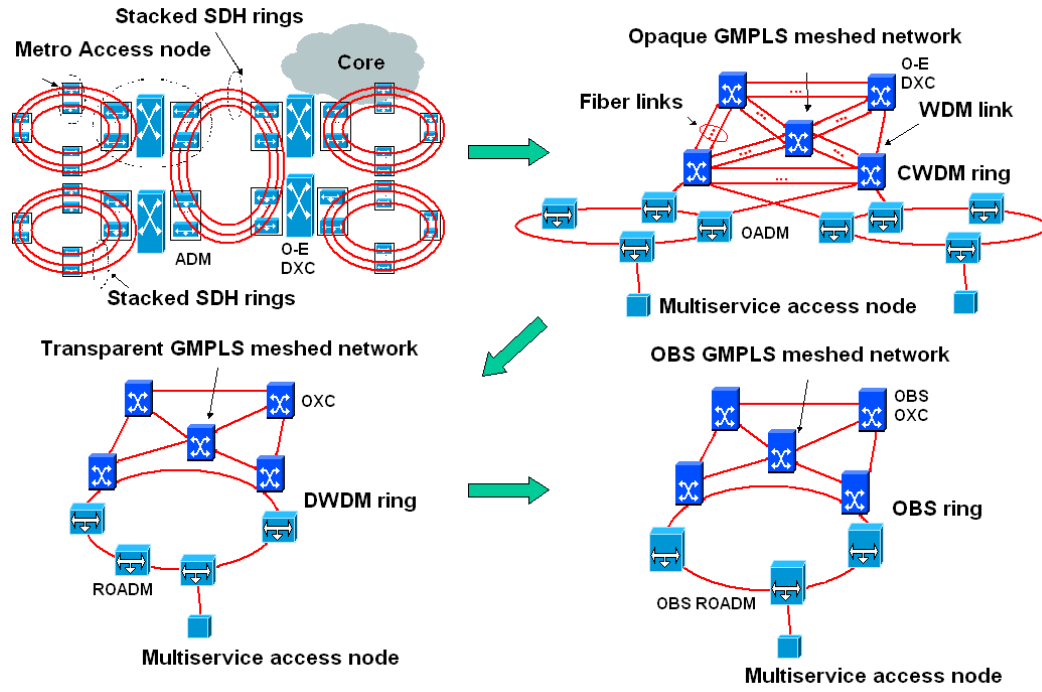 Stacked SDH rings
Metro Access node
Core
ADM
O-E
DXC
Stacked SDH rings
Opaque GMPLS meshed network
O-E
DXC
Fiber links
WDM link
CWDM ring
OADM
Multiservice access node
Transparent GMPLS meshed network
OXC
DWDM ring
ROADM
Multiservice access node
OBS GMPLS meshed network
OBS
OXC
OBS ring
OBS ROADM
Multiservice access node